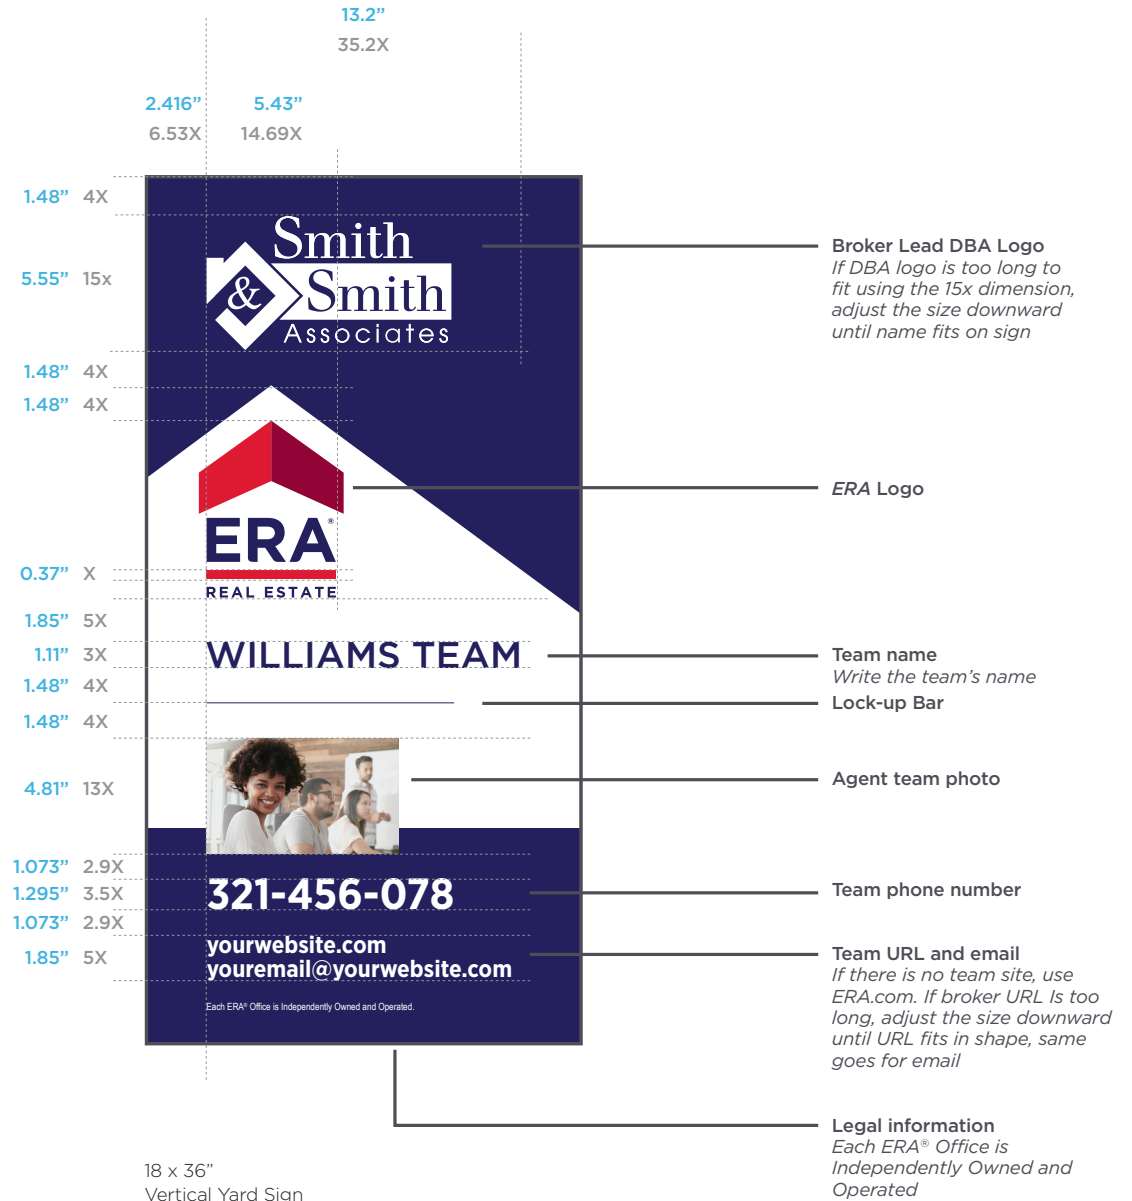 13.2”
35.2X
2.416” 5.43”
6.53X 14.69X
1.48” 4X
Smith
& Smith
Associates
5.55” 15x
Broker Lead DBA Logo
If DBA logo is too long to
fit using the 15x dimension,
adjust the size downward
until name fits on sign
1.48” 4X
1.48” 4X
ERA®
REAL ESTATE
ERA Logo
0.37” X
1.85” 5X
1.11” 3X
WILLIAMS TEAM
Team name
Write the team’s name
1.48” 4X
Lock-up Bar
1.48” 4X
4.81” 13X
Agent team photo
1.073” 2.9X
1.295” 3.5X
321-456-078
Team phone number
1.073” 2.9X
1.85” 5X
yourwebsite.com
youremail@yourwebsite.com
Team URL and email
If there is no team site, use
ERA.com. If broker URL Is too
long, adjust the size downward
until URL fits in shape, same
goes for email
Each ERA® Office is Independently Owned and Operated.
Legal information
Each ERA® Office is
Independently Owned and
Operated
18 x 36”
Vertical Yard Sign